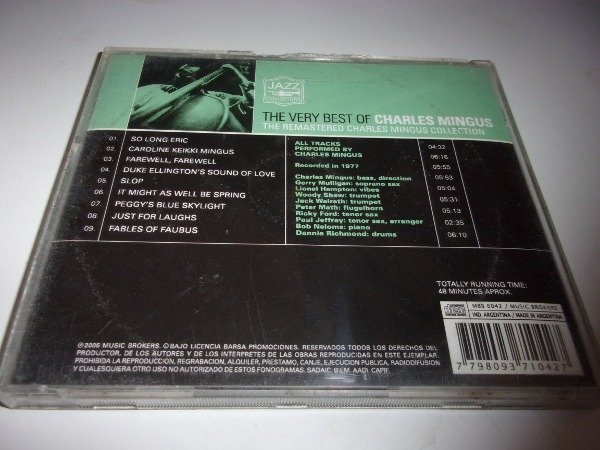 JAZZ
COLLECTORS
THE VERY BEST OF CHARLES MINGUS
THE REMASTERED CHARLES MINGUS COLLECTION
01. SO LONG ERIC
02. CAROLINE KEIKKI MINGUS
03. FAREWELL, FAREWELL
04. DUKE ELLINGTON'S SOUND OF LOVE
05. SLOP
06. IT MIGHT AS WELL BE SPRING
07. PEGGY'S BLUE SKYLIGHT
08. JUST FOR LAUGHS
09. FABLES OF FAUBUS
ALL TRACKS
PERFORMED BY
CHARLES MINGUS
Recorded in 1977
Charles Mingus: bass, direction
Gerry Mulligan: soprano sax
Lionel Hampton: vibes
Woody Shaw: trumpet
Jack Walrath: trumpet
Peter Math: flugelhorn
Ricky Ford: tenor sax
Paul Jeffrey: tenor sax, arranger
Bob Neloms: piano
Dannie Richmond: drums
04:32
06:16
05:55
05:53
05:04
05:31
05:13
02:35
06:10
TOTALLY RUNNING TIME:
48 MINUTES APROX.
MBB 6042 / MUSIC BROKERS
IND. ARGENTINA / MADE IN ARGENTINA
7 798093 710427
℗2006 MUSIC BROKERS. ©BAJO LICENCIA BARSA PROMOCIONES. RESERVADOS TODOS LOS DERECHOS DEL
PRODUCTOR, DE LOS AUTORES Y DE LOS INTERPRETES DE LAS OBRAS REPRODUCIDAS EN ESTE EJEMPLAR.
PROHIBIDA LA REPRODUCCION, REGRABACION, ALQUILER, PRESTAMO, CANJE, EJECUCION PUBLICA, RADIODIFUSION
Y CUALESQUIERA OTRO USO NO AUTORIZADO DE ESTOS FONOGRAMAS. SADAIC, BIEM, AADI, CAPIF.